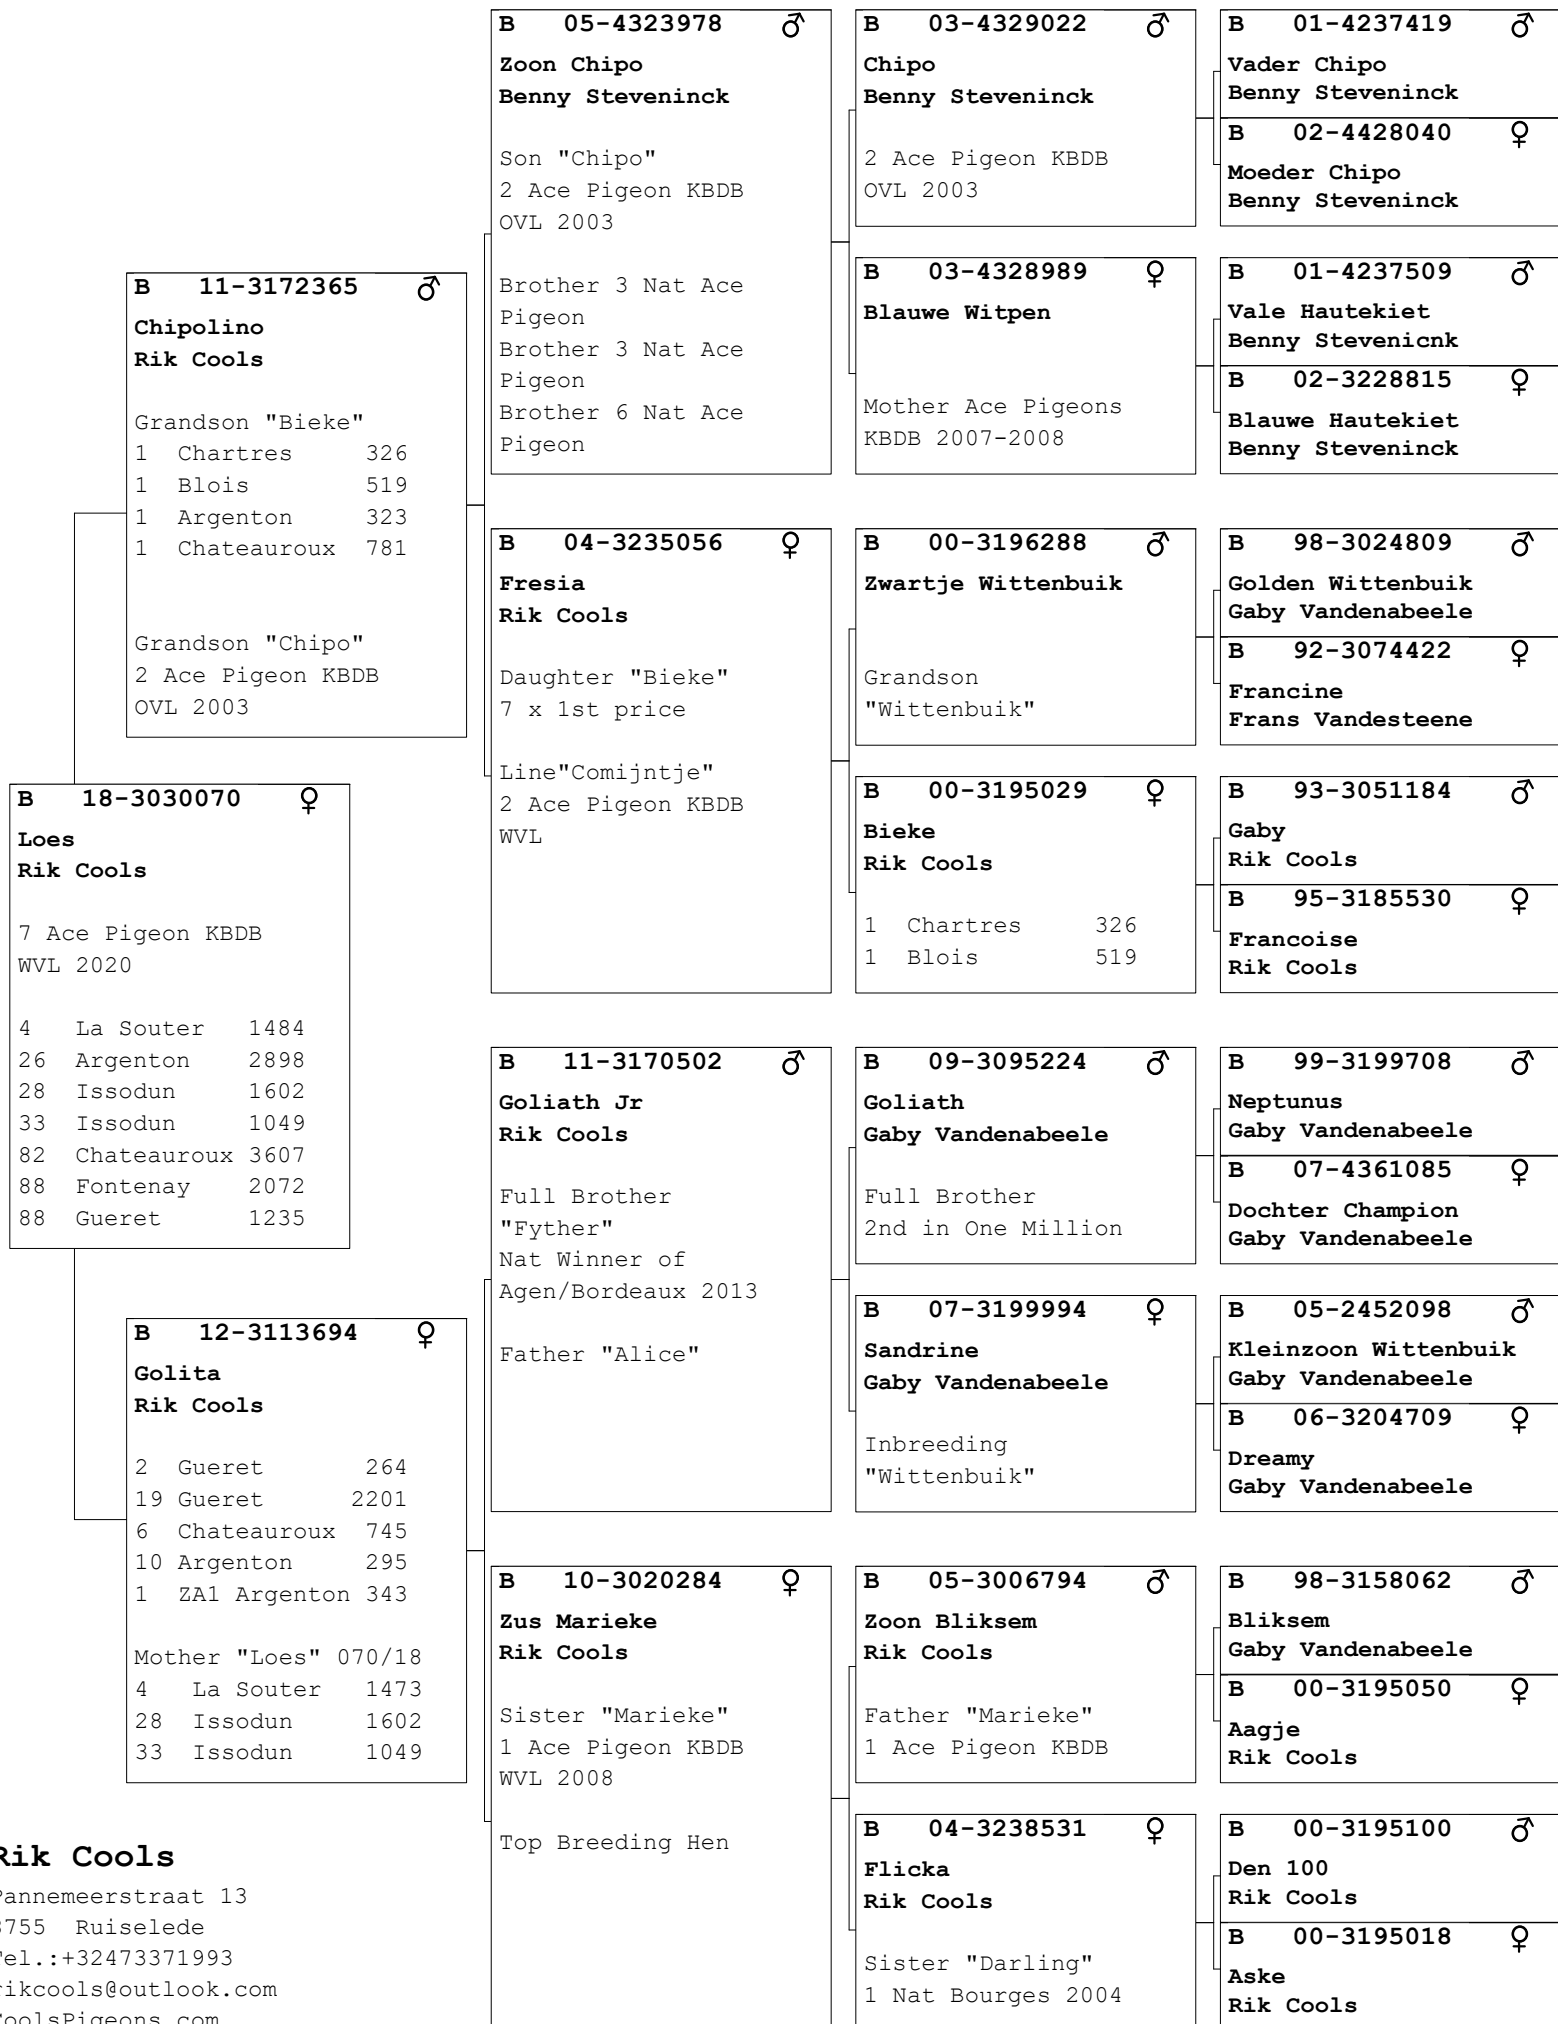 B 18-3030070 ♀
Loes
Rik Cools
7 Ace Pigeon KBDB
WVL 2020
4 La Souter 1484
26 Argenton 2898
28 Issodun 1602
33 Issodun 1049
82 Chateauroux 3607
88 Fontenay 2072
88 Gueret 1235
B 11-3172365 ♂
Chipolino
Rik Cools
Grandson "Bieke"
1 Chartres 326
1 Blois 519
1 Argenton 323
1 Chateauroux 781
Grandson "Chipo"
2 Ace Pigeon KBDB
OVL 2003
B 12-3113694 ♀
Golita
Rik Cools
2 Gueret 264
19 Gueret 2201
6 Chateauroux 745
10 Argenton 295
1 ZA1 Argenton 343
Mother "Loes" 070/18
4 La Souter 1473
28 Issodun 1602
33 Issodun 1049
B 05-4323978 ♂
Zoon Chipo
Benny Steveninck
Son "Chipo"
2 Ace Pigeon KBDB
OVL 2003
Brother 3 Nat Ace
Pigeon
Brother 3 Nat Ace
Pigeon
Brother 6 Nat Ace
Pigeon
B 04-3235056 ♀
Fresia
Rik Cools
Daughter "Bieke"
7 x 1st price
Line"Comijntje"
2 Ace Pigeon KBDB
WVL
B 11-3170502 ♂
Goliath Jr
Rik Cools
Full Brother
"Fyther"
Nat Winner of
Agen/Bordeaux 2013
Father "Alice"
B 10-3020284 ♀
Zus Marieke
Rik Cools
Sister "Marieke"
1 Ace Pigeon KBDB
WVL 2008
Top Breeding Hen
B 03-4329022 ♂
Chipo
Benny Steveninck
2 Ace Pigeon KBDB
OVL 2003
B 03-4328989 ♀
Blauwe Witpen
Mother Ace Pigeons
KBDB 2007-2008
B 00-3196288 ♂
Zwartje Wittenbuik
Grandson
"Wittenbuik"
B 00-3195029 ♀
Bieke
Rik Cools
1 Chartres 326
1 Blois 519
B 09-3095224 ♂
Goliath
Gaby Vandenabeele
Full Brother
2nd in One Million
B 07-3199994 ♀
Sandrine
Gaby Vandenabeele
Inbreeding
"Wittenbuik"
B 05-3006794 ♂
Zoon Bliksem
Rik Cools
Father "Marieke"
1 Ace Pigeon KBDB
B 04-3238531 ♀
Flicka
Rik Cools
Sister "Darling"
1 Nat Bourges 2004
B 01-4237419 ♂
Vader Chipo
Benny Steveninck
B 02-4428040 ♀
Moeder Chipo
Benny Steveninck
B 01-4237509 ♂
Vale Hautekiet
Benny Stevenicnk
B 02-3228815 ♀
Blauwe Hautekiet
Benny Steveninck
B 98-3024809 ♂
Golden Wittenbuik
Gaby Vandenabeele
B 92-3074422 ♀
Francine
Frans Vandesteene
B 93-3051184 ♂
Gaby
Rik Cools
B 95-3185530 ♀
Francoise
Rik Cools
B 99-3199708 ♂
Neptunus
Gaby Vandenabeele
B 07-4361085 ♀
Dochter Champion
Gaby Vandenabeele
B 05-2452098 ♂
Kleinzoon Wittenbuik
Gaby Vandenabeele
B 06-3204709 ♀
Dreamy
Gaby Vandenabeele
B 98-3158062 ♂
Bliksem
Gaby Vandenabeele
B 00-3195050 ♀
Aagje
Rik Cools
B 00-3195100 ♂
Den 100
Rik Cools
B 00-3195018 ♀
Aske
Rik Cools
Rik Cools
Pannemeerstraat 13
8755 Ruiselede
Tel.:+32473371993
rikcools@outlook.com
CoolsPigeons.com